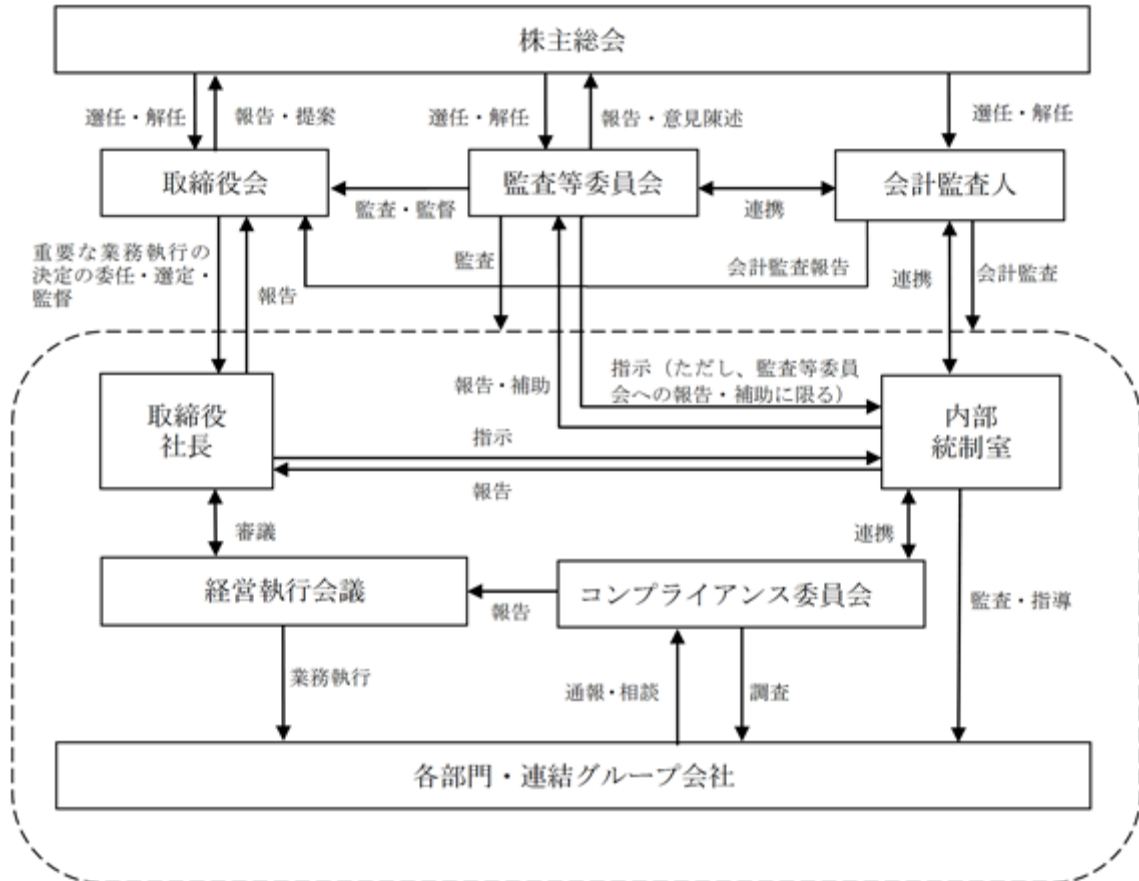 株主総会
選任・解任
報告・提案
選任・解任
報告・意見陳述
選任・解任
取締役会
監査等委員会
会計監査人
監査・監督
連携
重要な業務執行の
決定の委任・選定・
監督
報告
監査
会計監査報告
連携
会計監査
取締役
社長
報告・補助
指示（ただし、監査等委員
会への報告・補助に限る）
内部
統制室
指示
報告
審議
連携
経営執行会議
報告
コンプライアンス委員会
監査・指導
業務執行
通報・相談
調査
各部門・連結グループ会社